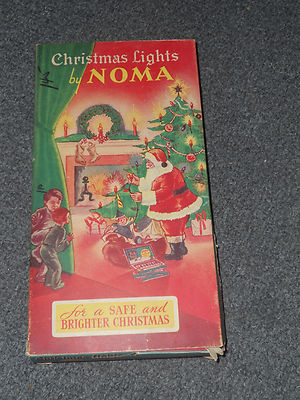 Christmas Lights
by NOMA
for a SAFE and
BRIGHTER CHRISTMAS